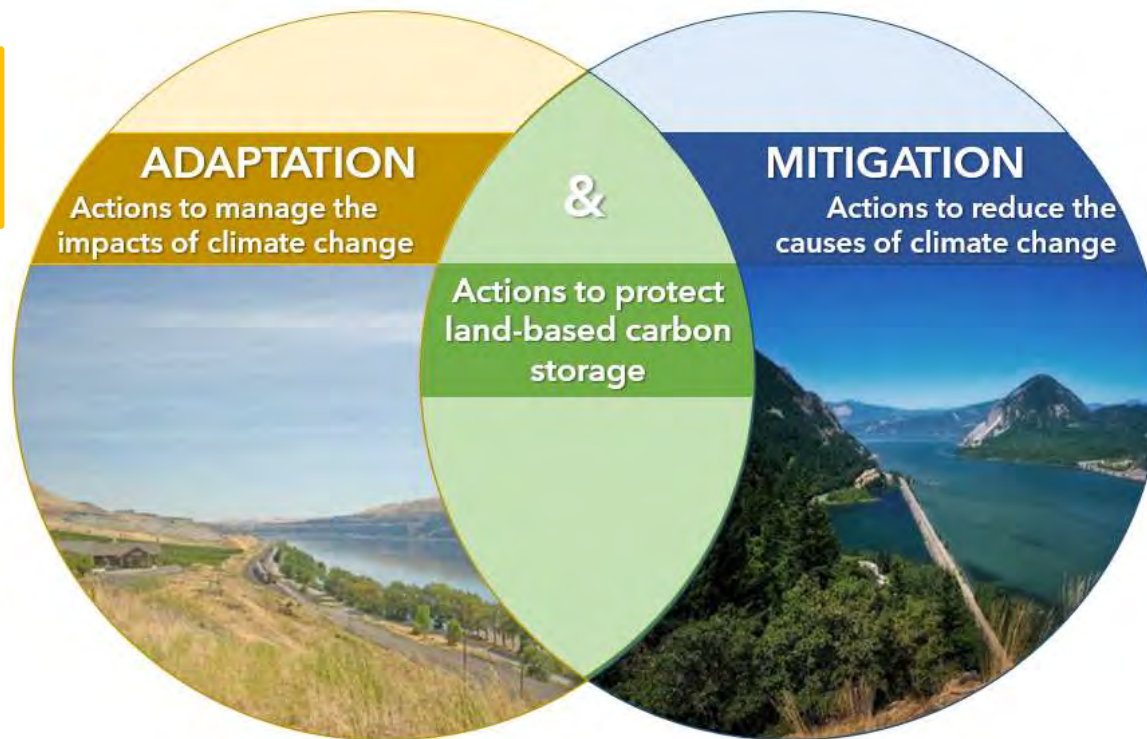 ADAPTATION
Actions to manage the
impacts of climate change
&
Actions to protect
land-based carbon
storage
MITIGATION
Actions to reduce the
causes of climate change